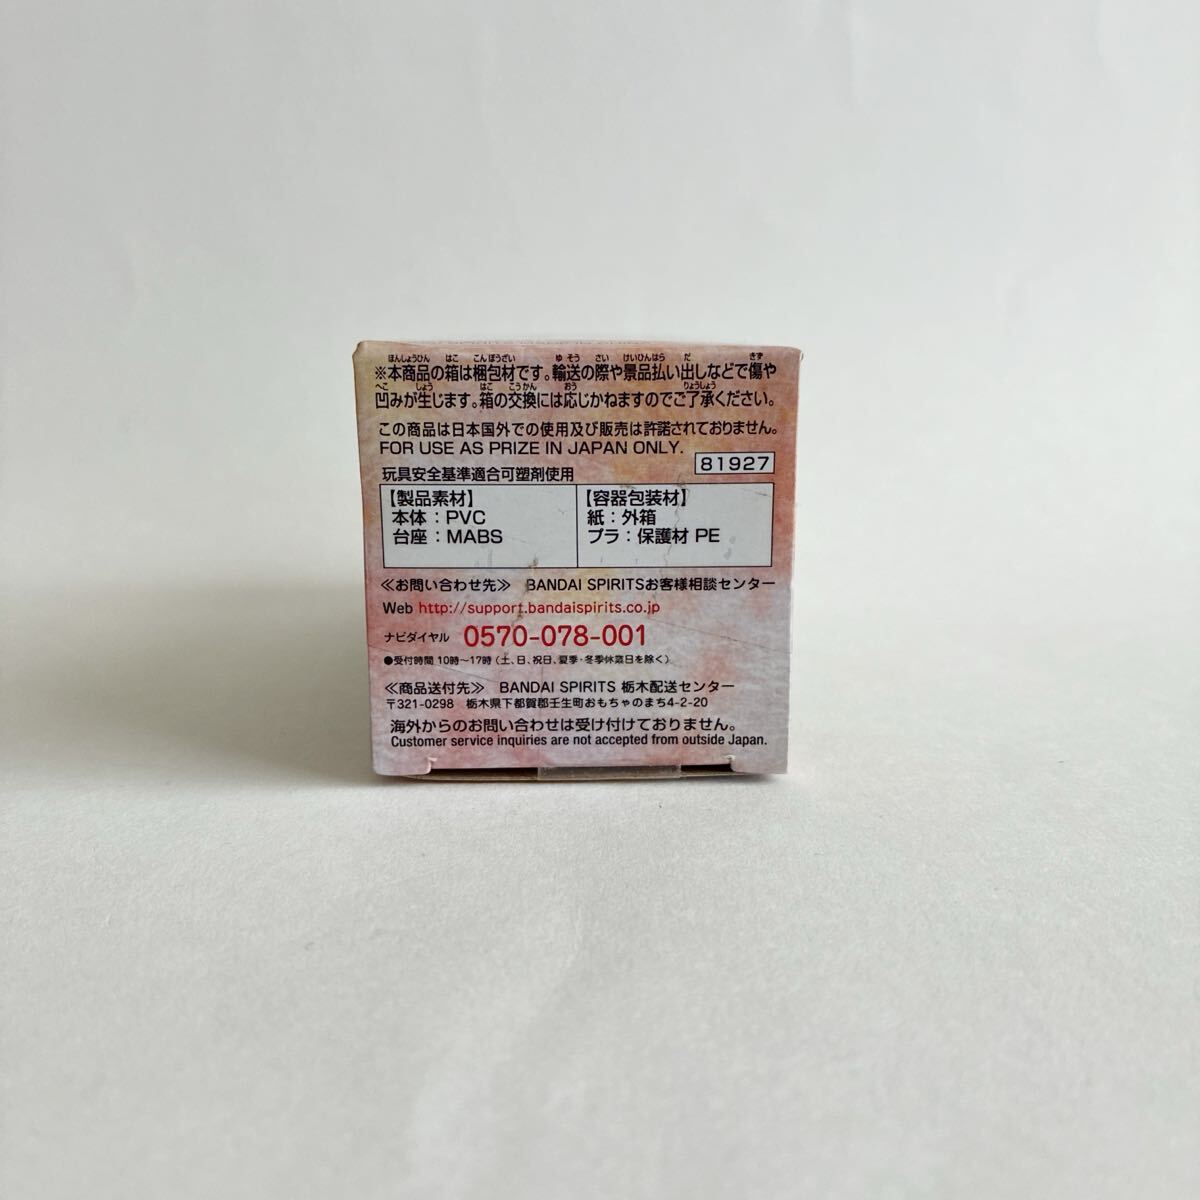 ※本商品の箱は梱包材です。輸送の際や景品払い出しなどで傷や
凹みが生じます。箱の交換には応じかねますのでご了承ください。
この商品は日本国外での使用及び販売は許諾されておりません。
FOR USE AS PRIZE IN JAPAN ONLY.
81927
玩具安全基準適合可塑剤使用
【製品素材】
本体：PVC
台座：MABS
【容器包装材】
紙：外箱
プラ：保護材 PE
≪お問い合わせ先≫ BANDAI SPIRITSお客様相談センター
Web http://support.bandaispirits.co.jp
ナビダイヤル 0570-078-001
●受付時間 10時～17時（土、日、祝日、夏季・冬季休業日を除く）
≪商品送付先≫ BANDAI SPIRITS 栃木配送センター
〒321-0298 栃木県下都賀郡壬生町おもちゃのまち4-2-20
海外からのお問い合わせは受け付けておりません。
Customer service inquiries are not accepted from outside Japan.